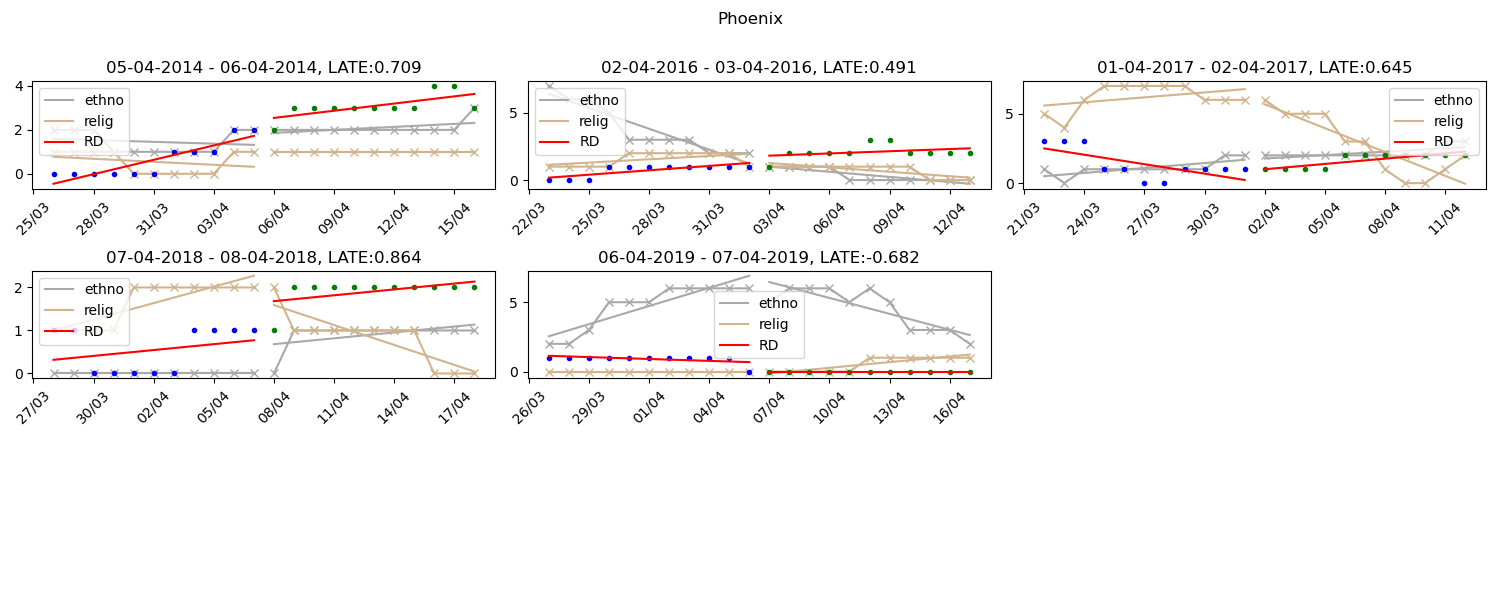 Phoenix
05-04-2014 - 06-04-2014, LATE:0.709
ethno
relig
RD
4
2
0
25/03 28/03 31/03 03/04 06/04 09/04 12/04 15/04
02-04-2016 - 03-04-2016, LATE:0.491
ethno
relig
RD
5
0
22/03 25/03 28/03 31/03 03/04 06/04 09/04 12/04
01-04-2017 - 02-04-2017, LATE:0.645
ethno
relig
RD
5
0
21/03 24/03 27/03 30/03 02/04 05/04 08/04 11/04
07-04-2018 - 08-04-2018, LATE:0.864
ethno
relig
RD
2
1
0
27/03 30/03 02/04 05/04 08/04 11/04 14/04 17/04
06-04-2019 - 07-04-2019, LATE:-0.682
ethno
relig
RD
5
0
26/03 29/03 01/04 04/04 07/04 10/04 13/04 16/04